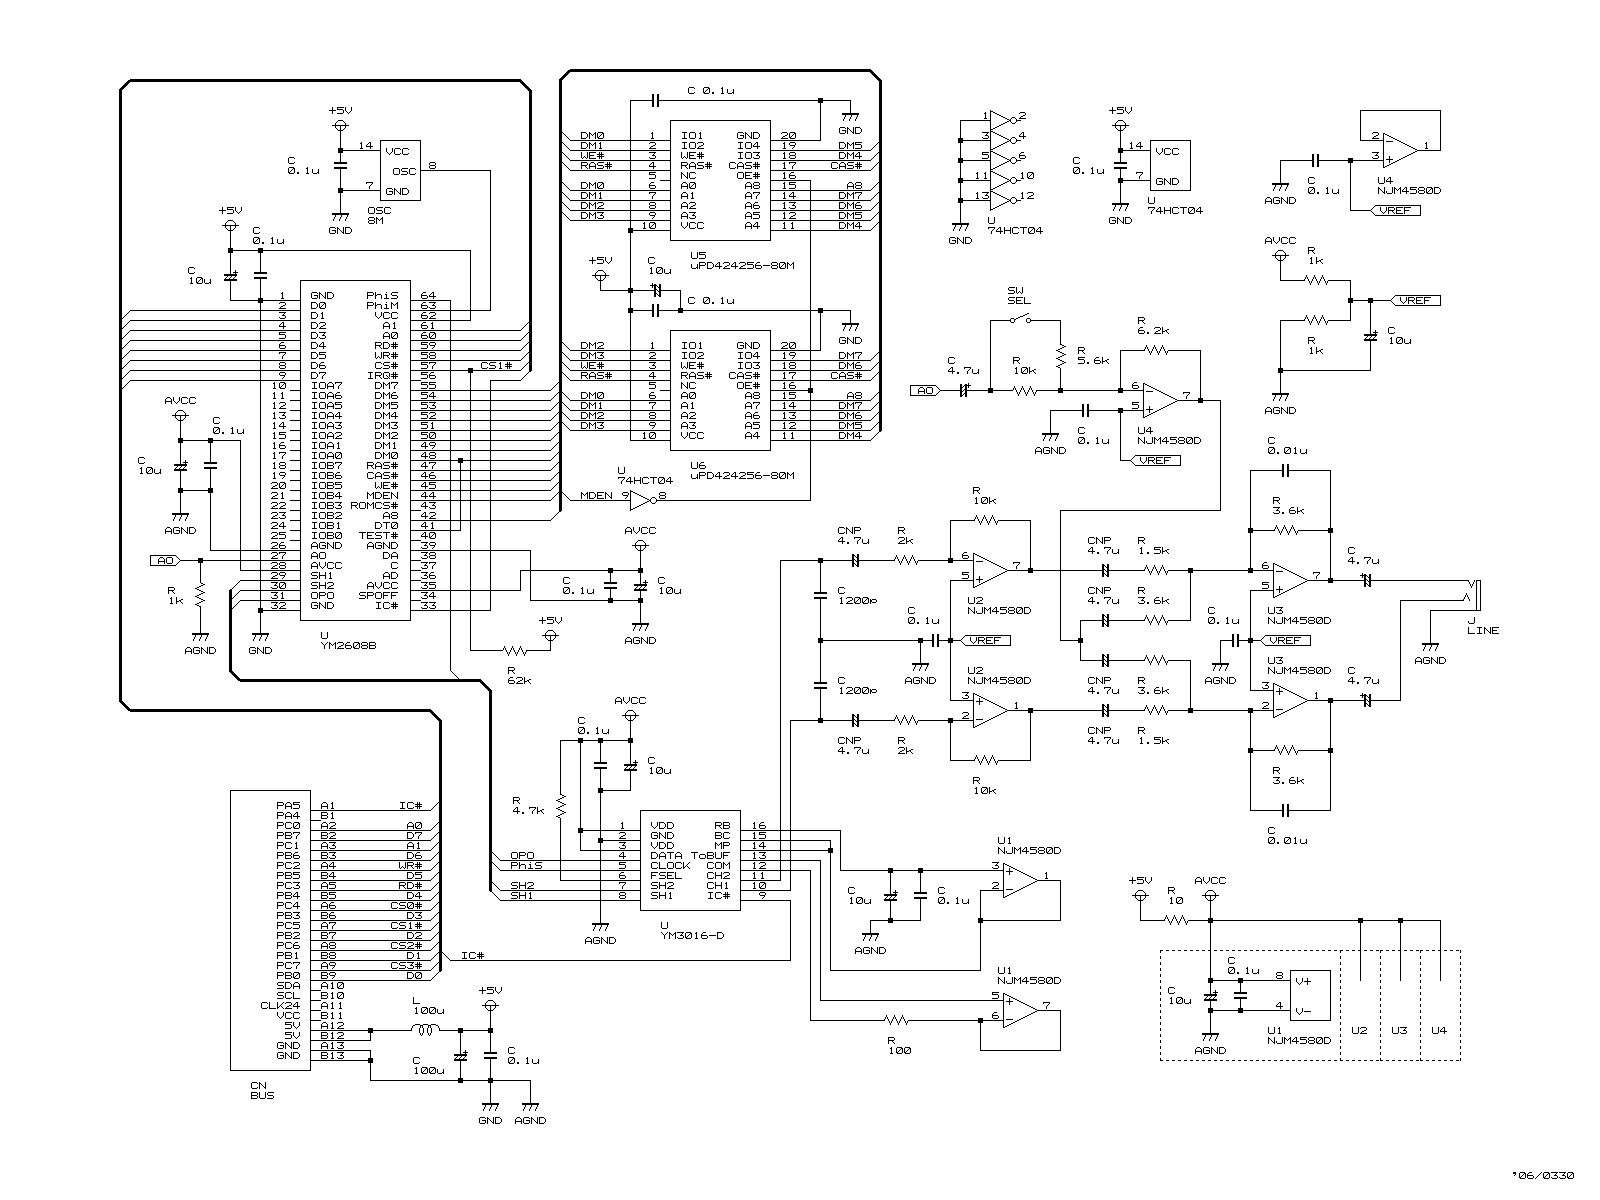 +5V
14
VCC
OSC
8
C
0.1u
7
GND
OSC
8M
GND
+5V
C
0.1u
C
10u
1 GND PhiS 64
2 D0 PhiM 63
3 D1 VCC 62
4 D2 A1 61
5 D3 A0 60
6 D4 RD# 59
7 D5 WR# 58
8 D6 CS# 57 CS1#
9 D7 IRQ# 56
10 IOA7 DM7 55
11 IOA6 DM6 54
12 IOA5 DM5 53
13 IOA4 DM4 52
14 IOA3 DM3 51
15 IOA2 DM2 50
16 IOA1 DM1 49
17 IOA0 DM0 48
18 IOB7 RAS# 47
19 IOB6 CAS# 46
20 IOB5 WE# 45
21 IOB4 MDEN 44
22 IOB3 ROMCS# 43
23 IOB2 A8 42
24 IOB1 DT0 41
25 IOB0 TEST# 40
26 AGND AGND 39
27 AO DA 38
28 AVCC C 37
29 SH1 AD 36
30 SH2 AVCC 35
31 OPO SPOFF 34
32 GND IC# 33
U
YM2608B
AVCC
C
0.1u
C
10u
AGND
AO
R
1k
AGND
GND
AVCC
C
0.1u
C
10u
AGND
+5V
R
62k
C 0.1u
GND
DM0 1 IO1 GND 20
DM1 2 IO2 IO4 19 DM5
WE# 3 WE# IO3 18 DM4
RAS# 4 RAS# CAS# 17 CAS#
5 NC OE# 16
DM0 6 A0 A8 15 A8
DM1 7 A1 A7 14 DM7
DM2 8 A2 A6 13 DM6
DM3 9 A3 A5 12 DM5
10 VCC A4 11 DM4
U5
uPD424256-80M
+5V
C
10u
C 0.1u
GND
DM2 1 IO1 GND 20
DM3 2 IO2 IO4 19 DM7
WE# 3 WE# IO3 18 DM6
RAS# 4 RAS# CAS# 17 CAS#
5 NC OE# 16
DM0 6 A0 A8 15 A8
DM1 7 A1 A7 14 DM7
DM2 8 A2 A6 13 DM6
DM3 9 A3 A5 12 DM5
10 VCC A4 11 DM4
U6
uPD424256-80M
U
74HCT04
MDEN 9 8
1 2
3 4
5 6
11 10
13 12
U
74HCT04
GND
+5V
14
VCC
C
0.1u
7
GND
U
74HCT04
GND
2
3
1
U4
NJM4580D
C
0.1u
AGND
VREF
AVCC
R
1k
VREF
R
1k
C
10u
AGND
SW
SEL
R
5.6k
R
6.2k
C
4.7u
R
10k
AO
6
5
7
U4
NJM4580D
C
0.1u
AGND
VREF
R
10k
CNP
4.7u
R
2k
6
5
7
U2
NJM4580D
C
1200p
C
0.1u
VREF
AGND
C
1200p
U2
NJM4580D
3
2
1
CNP
4.7u
R
2k
R
10k
CNP
4.7u
R
1.5k
CNP
4.7u
R
3.6k
CNP
4.7u
R
3.6k
CNP
4.7u
R
1.5k
C
0.01u
R
3.6k
6
5
7
U3
NJM4580D
C
4.7u
C
0.1u
VREF
AGND
U3
NJM4580D
3
2
1
C
4.7u
R
3.6k
C
0.01u
J
LINE
AGND
AVCC
C
0.1u
C
10u
R
4.7k
1 VDD RB 16
2 GND BC 15
3 VDD MP 14
OPO 4 DATA ToBUF 13
PhiS 5 CLOCK COM 12
6 FSEL CH2 11
SH2 7 SH2 CH1 10
SH1 8 SH1 IC# 9
U
YM3016-D
AGND
IC#
C
10u
C
0.1u
AGND
U1
NJM4580D
3
2
1
U1
NJM4580D
5
6
7
R
100
PA5 A1 IC#
PA4 B1
PC0 A2 A0
PB7 B2 D7
PC1 A3 A1
PB6 B3 D6
PC2 A4 WR#
PB5 B4 D5
PC3 A5 RD#
PB4 B5 D4
PC4 A6 CS0#
PB3 B6 D3
PC5 A7 CS1#
PB2 B7 D2
PC6 A8 CS2#
PB1 B8 D1
PC7 A9 CS3#
PB0 B9 D0
SDA A10
SCL B10
CLK24 A11
VCC B11
5V A12
5V B12
GND A13
GND B13
CN
BUS
L
100u
+5V
C
100u
C
0.1u
GND
AGND
+5V
R
10
AVCC
C
0.1u
C
10u
8
V+
4
V-
U1
NJM4580D
AGND
U2
U3
U4
'06/0330